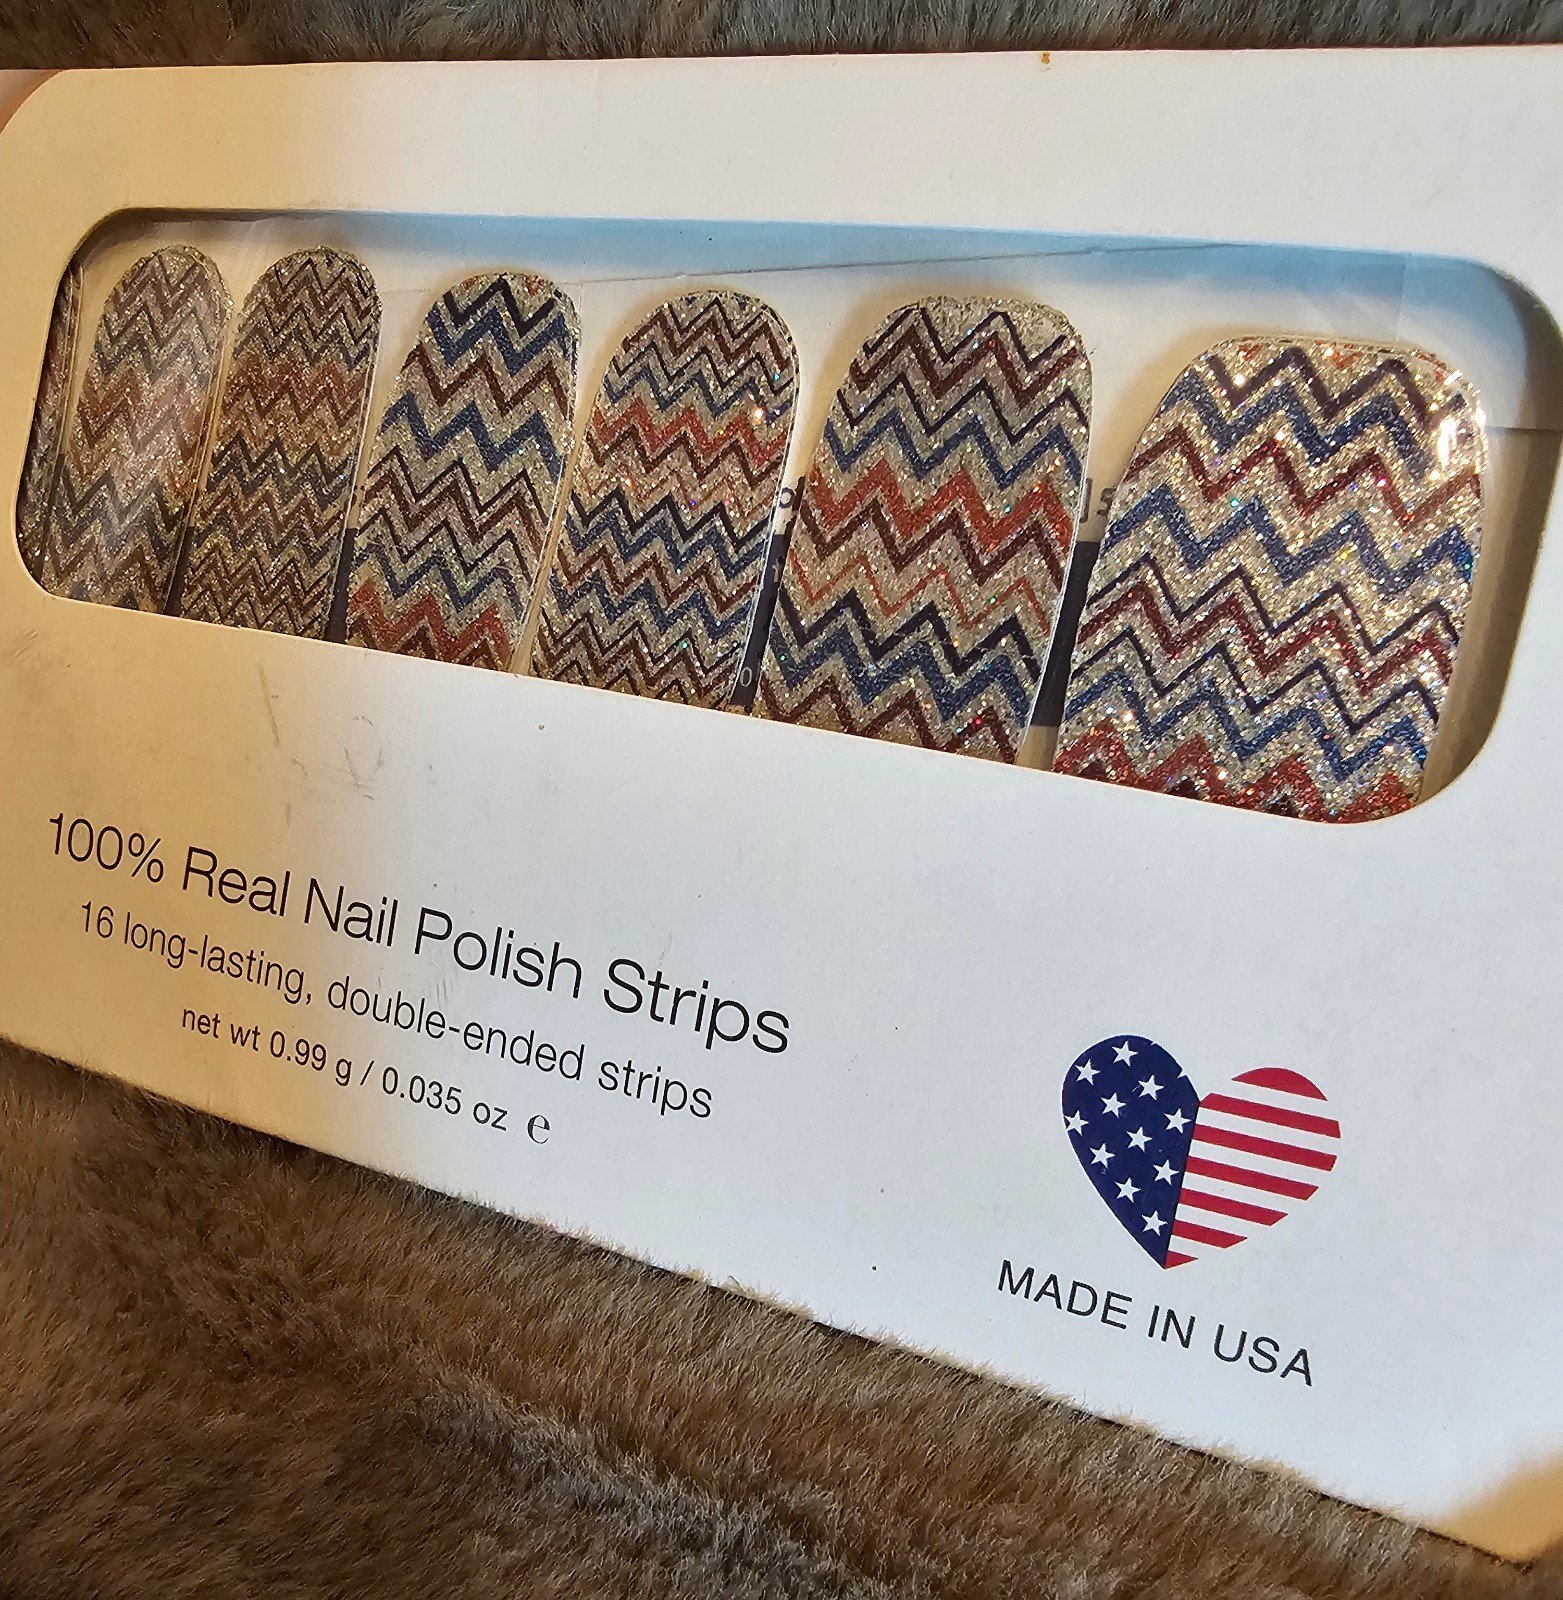 100% Real Nail Polish Strips
16 long-lasting, double-ended strips
net wt 0.99 g / 0.035 oz ℮
MADE IN USA